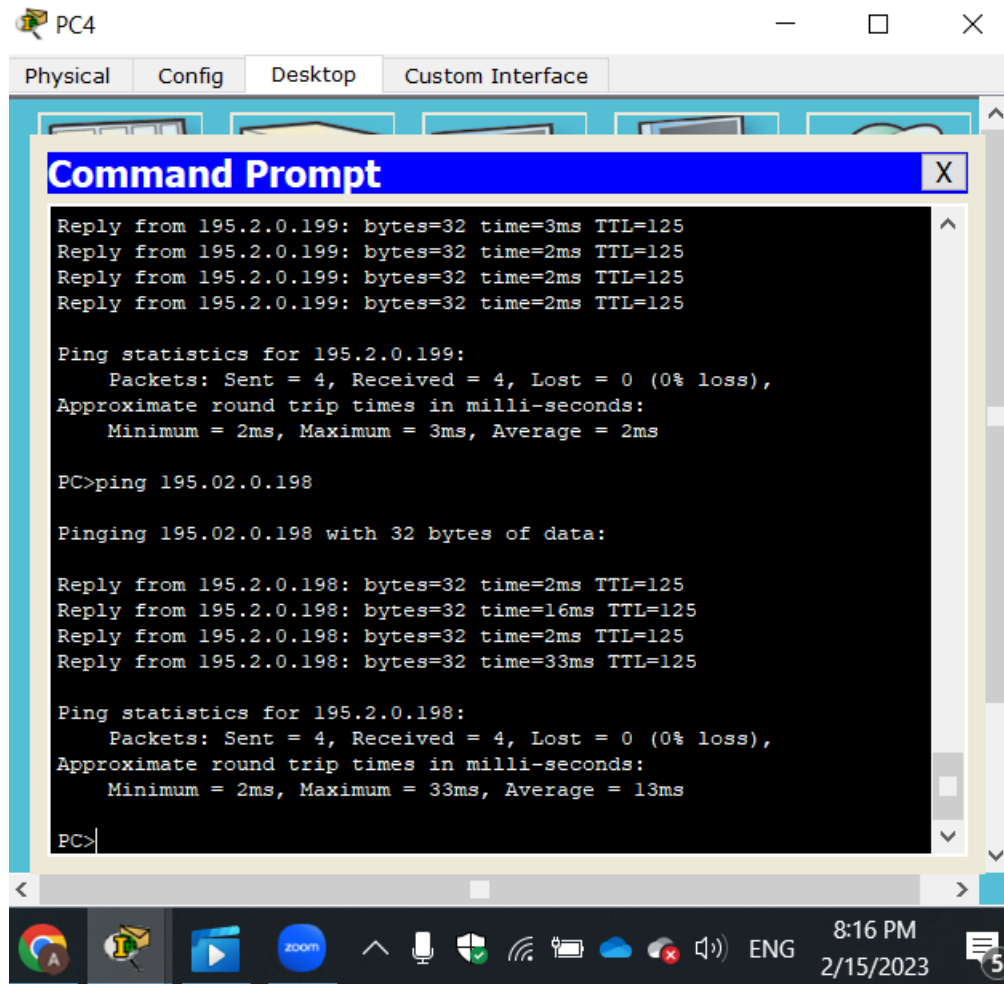 PC4
Physical Config Desktop Custom Interface
Command Prompt X
Reply from 195.2.0.199: bytes=32 time=3ms TTL=125
Reply from 195.2.0.199: bytes=32 time=2ms TTL=125
Reply from 195.2.0.199: bytes=32 time=2ms TTL=125
Reply from 195.2.0.199: bytes=32 time=2ms TTL=125
Ping statistics for 195.2.0.199:
Packets: Sent = 4, Received = 4, Lost = 0 (0% loss),
Approximate round trip times in milli-seconds:
Minimum = 2ms, Maximum = 3ms, Average = 2ms
PC>ping 195.02.0.198
Pinging 195.02.0.198 with 32 bytes of data:
Reply from 195.2.0.198: bytes=32 time=2ms TTL=125
Reply from 195.2.0.198: bytes=32 time=16ms TTL=125
Reply from 195.2.0.198: bytes=32 time=2ms TTL=125
Reply from 195.2.0.198: bytes=32 time=33ms TTL=125
Ping statistics for 195.2.0.198:
Packets: Sent = 4, Received = 4, Lost = 0 (0% loss),
Approximate round trip times in milli-seconds:
Minimum = 2ms, Maximum = 33ms, Average = 13ms
PC>
A zoom ENG 8:16 PM
2/15/2023 5